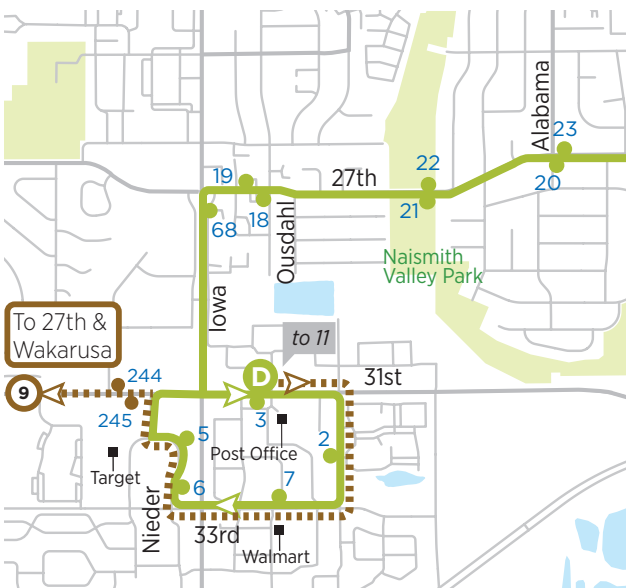 Alabama
23
20
22
21
27th
19
18
68
Ousdahl
Naismith
Valley Park
Iowa
To 27th &
Wakarusa
to 11
9
244
245
D
31st
3
5
Post Office
2
Target
6
7
Nieder
33rd
Walmart